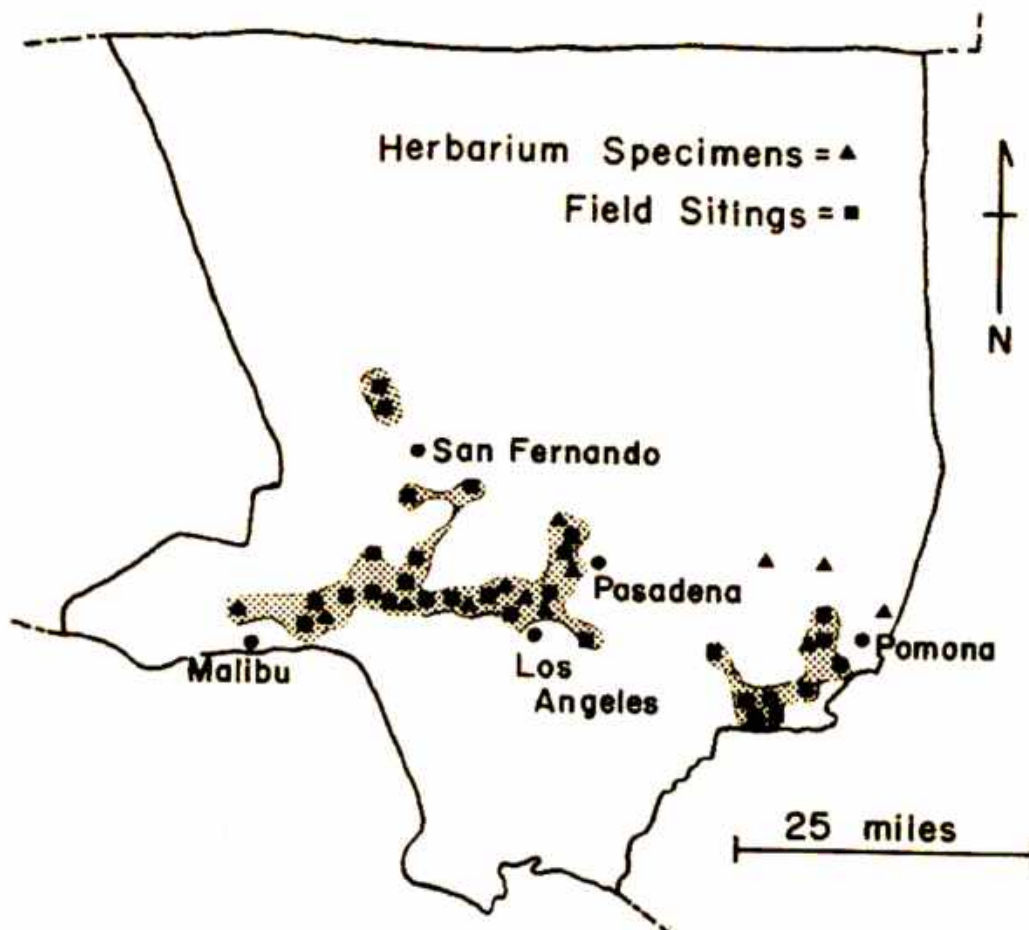 Herbarium Specimens = ▲
Field Sitings = ■
N
San Fernando
Pasadena
Pomona
Malibu
Los
Angeles
25 miles